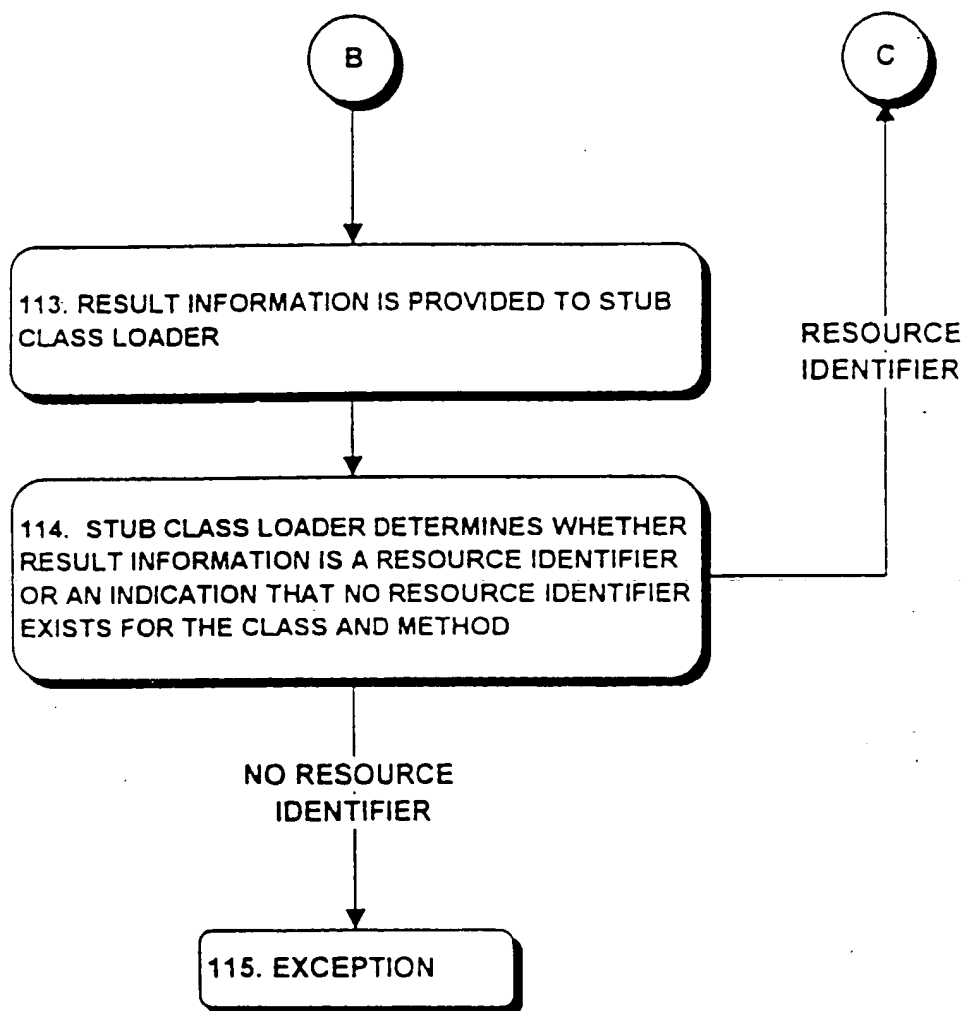 B
C
113. RESULT INFORMATION IS PROVIDED TO STUB
CLASS LOADER
RESOURCE
IDENTIFIER
114. STUB CLASS LOADER DETERMINES WHETHER
RESULT INFORMATION IS A RESOURCE IDENTIFIER
OR AN INDICATION THAT NO RESOURCE IDENTIFIER
EXISTS FOR THE CLASS AND METHOD
NO RESOURCE
IDENTIFIER
115. EXCEPTION